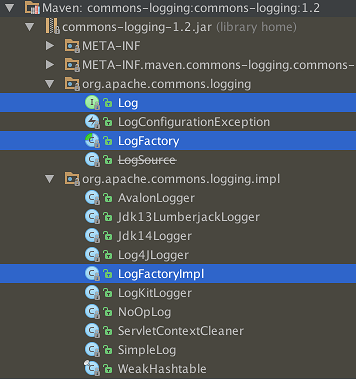 Maven: commons-logging:commons-logging:1.2
commons-logging-1.2.jar (library home)
META-INF
META-INF.maven.commons-logging.commons-
org.apache.commons.logging
Log
LogConfigurationException
LogFactory
LogSource
org.apache.commons.logging.impl
AvalonLogger
Jdk13LumberjackLogger
Jdk14Logger
Log4JLogger
LogFactoryImpl
LogKitLogger
NoOpLog
ServletContextCleaner
SimpleLog
WeakHashtable